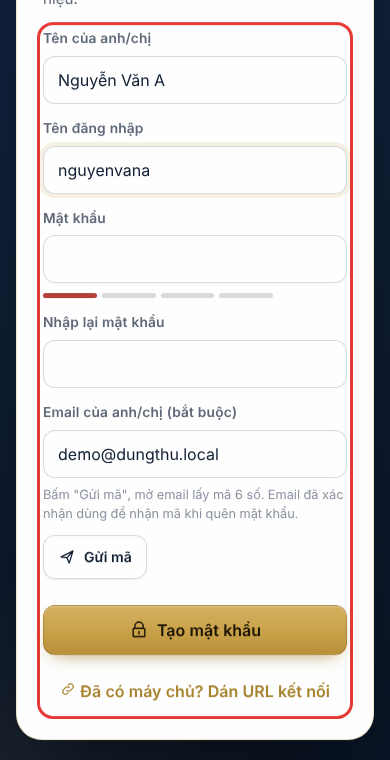 hiệu.
Tên của anh/chị
Nguyễn Văn A
Tên đăng nhập
nguyenvana
Mật khẩu
Nhập lại mật khẩu
Email của anh/chị (bắt buộc)
demo@dungthu.local
Bấm "Gửi mã", mở email lấy mã 6 số. Email đã xác
nhận dùng để nhận mã khi quên mật khẩu.
Gửi mã
Tạo mật khẩu
Đã có máy chủ? Dán URL kết nối